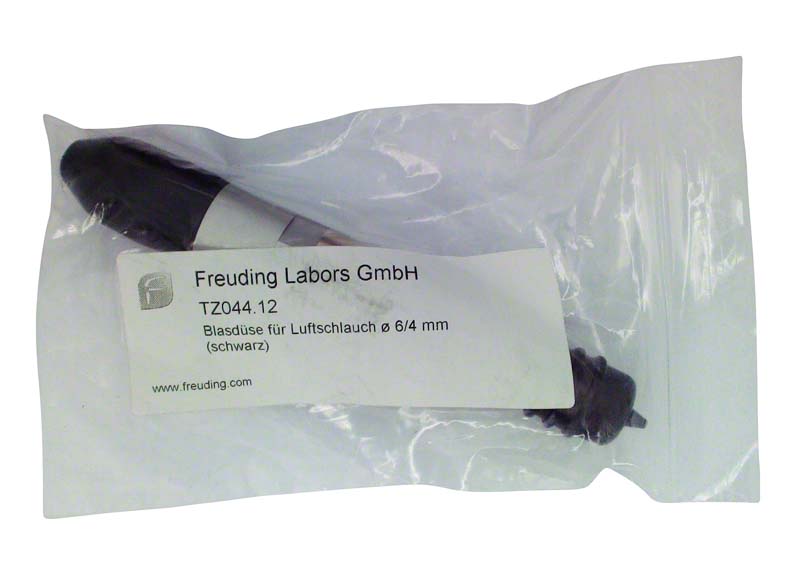 Freuding Labors GmbH
TZ044.12
Blasdüse für Luftschlauch ø 6/4 mm
(schwarz)
www.freuding.com